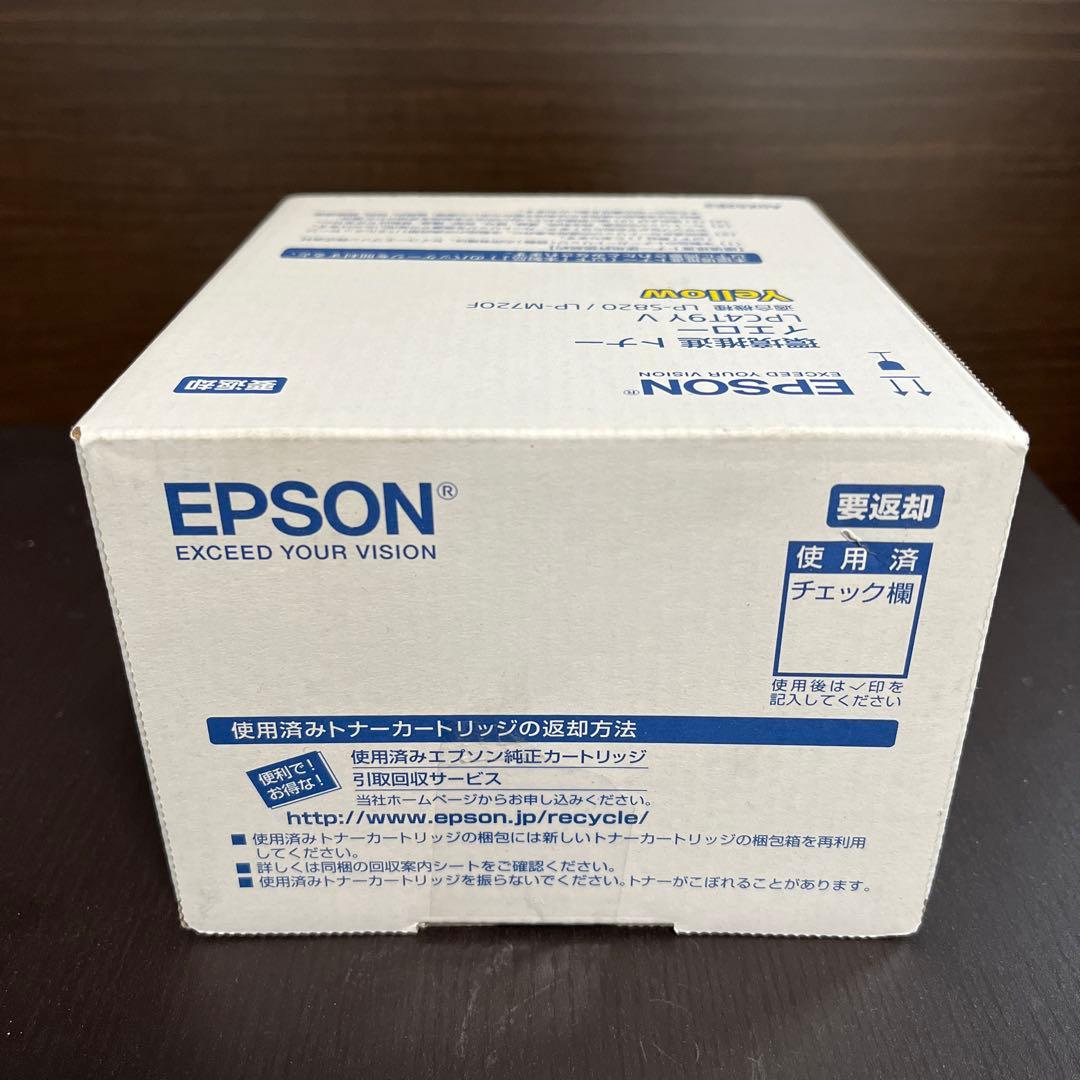 EPSON®
EXCEED YOUR VISION
環境推進トナー
イエロー
LPC4T9Y V
適合機種 LP-S820 / LP-M720F
Yellow
要返却
EPSON®
EXCEED YOUR VISION
要返却
使用済
チェック欄
使用後は✓印を
記入してください
使用済みトナーカートリッジの返却方法
便利で!
お得な!
使用済みエプソン純正カートリッジ
引取回収サービス
当社ホームページからお申し込みください。
http://www.epson.jp/recycle/
■ 使用済みトナーカートリッジの梱包には新しいトナーカートリッジの梱包箱を再利用
してください。
■ 詳しくは同梱の回収案内シートをご確認ください。
■ 使用済みトナーカートリッジを振らないでください。トナーがこぼれることがあります。